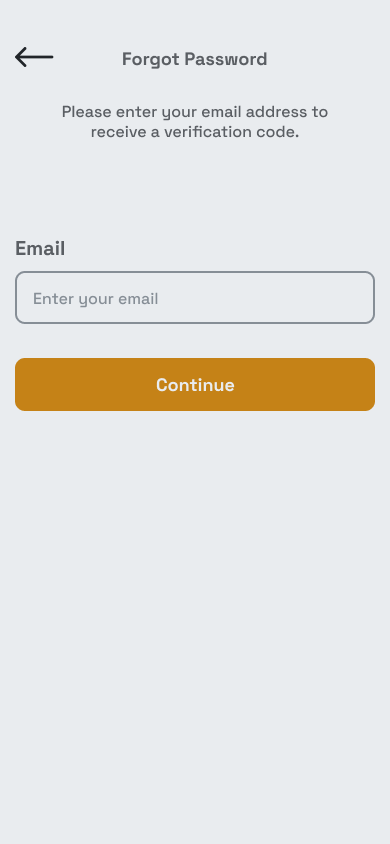 Forgot Password
Please enter your email address to
receive a verification code.
Email
Enter your email
Continue